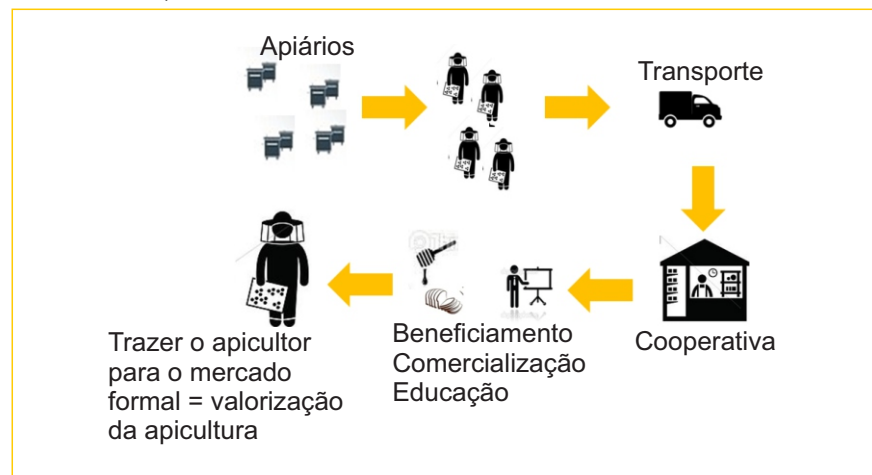 Apiários
Transporte
Cooperativa
Beneficiamento
Comercialização
Educação
Trazer o apicultor
para o mercado
formal = valorização
da apicultura